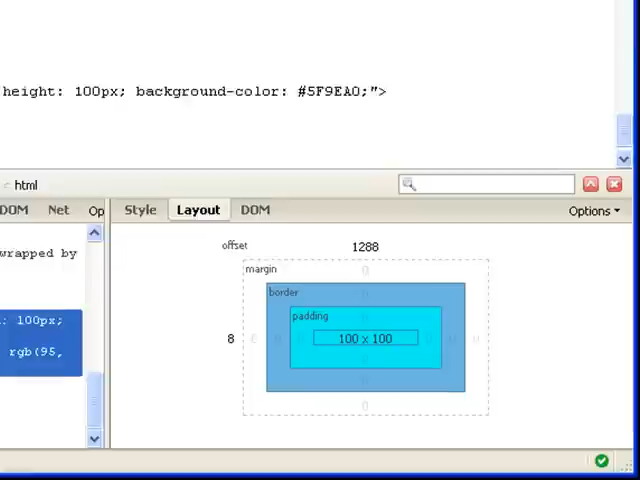 height: 100px; background-color: #5F9EA0;">
html
DOM Net Op
Style Layout DOM Options
wrapped by
: 100px;
rgb(95,
offset 1288
margin 0
border
padding
8 100 x 100